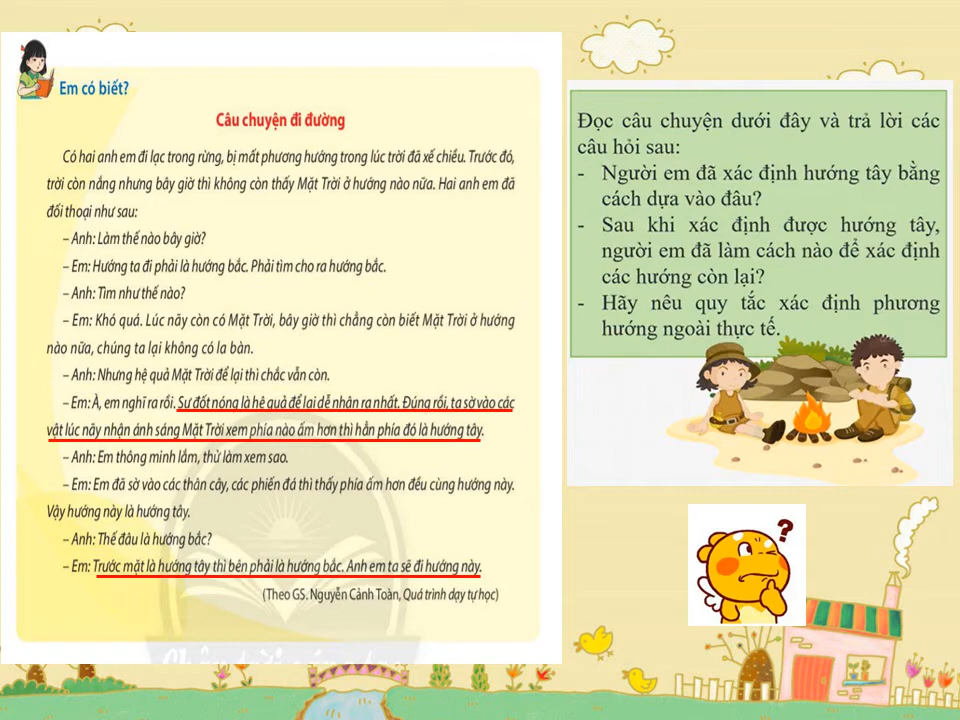 Em có biết?
Câu chuyện đi đường
Có hai anh em đi lạc trong rừng, bị mất phương hướng trong lúc trời đã xế chiều. Trước đó,
trời còn nắng nhưng bây giờ thì không còn thấy Mặt Trời ở hướng nào nữa. Hai anh em đã
đối thoại như sau:
– Anh: Làm thế nào bây giờ?
– Em: Hướng ta đi phải là hướng bắc. Phải tìm cho ra hướng bắc.
– Anh: Tìm như thế nào?
– Em: Khó quá. Lúc nãy còn có Mặt Trời, bây giờ thì chẳng còn biết Mặt Trời ở hướng
nào nữa, chúng ta lại không có la bàn.
– Anh: Nhưng hệ quả Mặt Trời để lại thì chắc vẫn còn.
– Em: À, em nghĩ ra rồi. Sự đốt nóng là hệ quả để lại dễ nhận ra nhất. Đúng rồi, ta sờ vào các
vật lúc nãy nhận ánh sáng Mặt Trời xem phía nào ấm hơn thì hẳn phía đó là hướng tây.
– Anh: Em thông minh lắm, thử làm xem sao.
– Em: Em đã sờ vào các thân cây, các phiến đá thì thấy phía ấm hơn đều cùng hướng này.
Vậy hướng này là hướng tây.
– Anh: Thế đâu là hướng bắc?
– Em: Trước mặt là hướng tây thì bên phải là hướng bắc. Anh em ta sẽ đi hướng này.
(Theo GS. Nguyễn Cảnh Toàn, Quá trình dạy tự học)
Đọc câu chuyện dưới đây và trả lời các
câu hỏi sau:
- Người em đã xác định hướng tây bằng
cách dựa vào đâu?
- Sau khi xác định được hướng tây,
người em đã làm cách nào để xác định
các hướng còn lại?
- Hãy nêu quy tắc xác định phương
hướng ngoài thực tế.
?